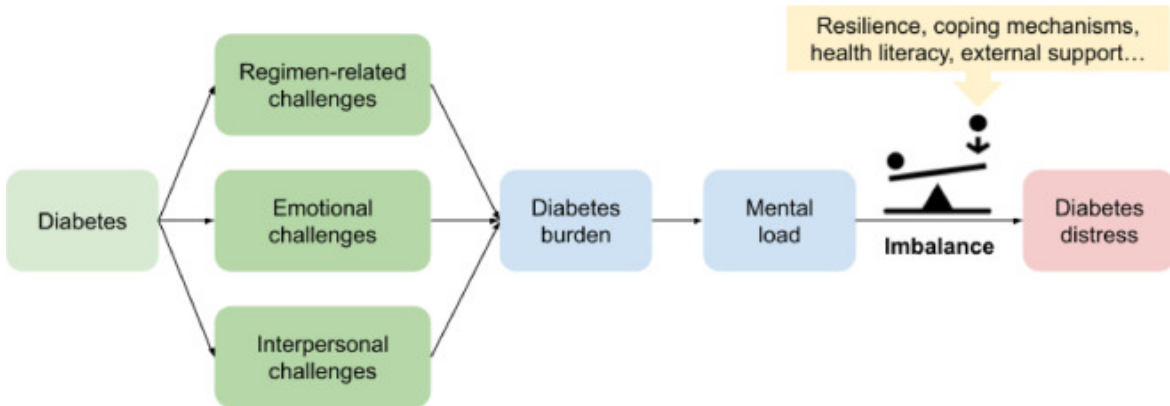 Resilience, coping mechanisms,
health literacy, external support...
Regimen-related
challenges
Diabetes
Emotional
challenges
Interpersonal
challenges
Diabetes
burden
Mental
load
Imbalance
Diabetes
distress